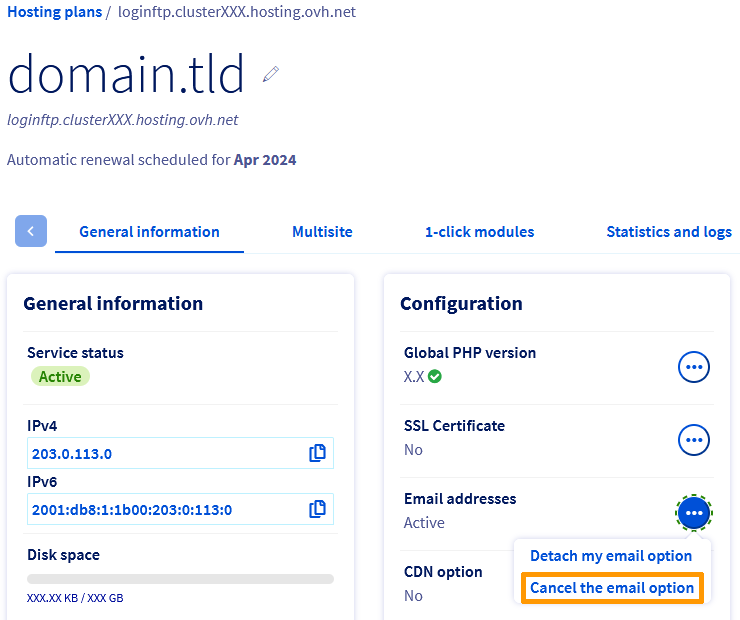 Hosting plans / loginftp.clusterXXX.hosting.ovh.net
domain.tld
loginftp.clusterXXX.hosting.ovh.net
Automatic renewal scheduled for Apr 2024
General information Multisite 1-click modules Statistics and logs
General information
Service status
Active
IPv4
203.0.113.0
IPv6
2001:db8:1:1b00:203:0:113:0
Disk space
XXX.XX KB / XXX GB
Configuration
Global PHP version
X.X
SSL Certificate
No
Email addresses
Active
Detach my email option
Cancel the email option
CDN option
No